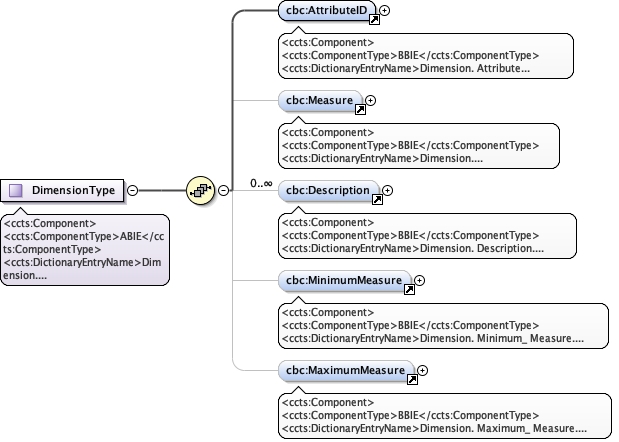 cbc:AttributeID
<ccts:Component>
<ccts:ComponentType>BBIE</ccts:ComponentType>
<ccts:DictionaryEntryName>Dimension. Attribute...
cbc:Measure
<ccts:Component>
<ccts:ComponentType>BBIE</ccts:ComponentType>
<ccts:DictionaryEntryName>Dimension....
DimensionType
<ccts:Component>
<ccts:ComponentType>ABIE</cc
ts:ComponentType>
<ccts:DictionaryEntryName>Dim
ension....
0..∞
cbc:Description
<ccts:Component>
<ccts:ComponentType>BBIE</ccts:ComponentType>
<ccts:DictionaryEntryName>Dimension. Description....
cbc:MinimumMeasure
<ccts:Component>
<ccts:ComponentType>BBIE</ccts:ComponentType>
<ccts:DictionaryEntryName>Dimension. Minimum_ Measure....
cbc:MaximumMeasure
<ccts:Component>
<ccts:ComponentType>BBIE</ccts:ComponentType>
<ccts:DictionaryEntryName>Dimension. Maximum_ Measure....